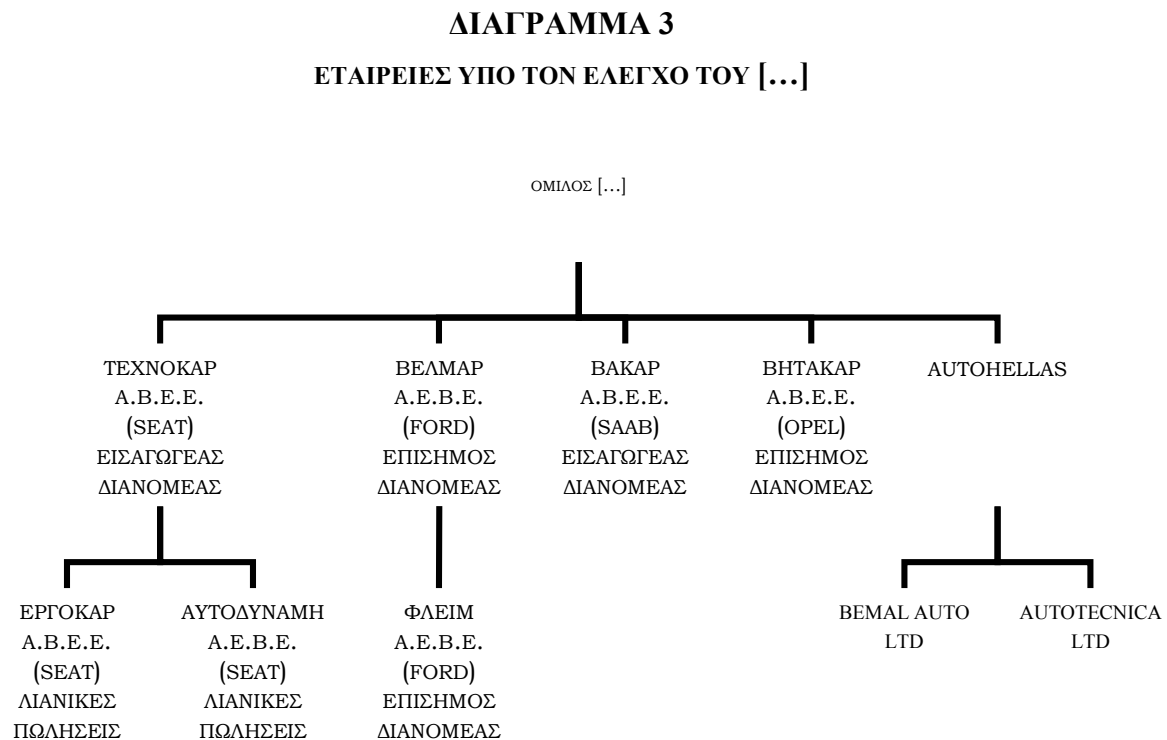 ΔΙΑΓΡΑΜΜΑ 3
ΕΤΑΙΡΕΙΕΣ ΥΠΟ ΤΟΝ ΕΛΕΓΧΟ ΤΟΥ [...]
ΟΜΙΛΟΣ [...]
ΤΕΧΝΟΚΑΡ
Α.Β.Ε.Ε.
(SEAT)
ΕΙΣΑΓΩΓΕΑΣ
ΔΙΑΝΟΜΕΑΣ
ΒΕΛΜΑΡ
Α.Ε.Β.Ε.
(FORD)
ΕΠΙΣΗΜΟΣ
ΔΙΑΝΟΜΕΑΣ
ΒΑΚΑΡ
Α.Β.Ε.Ε.
(SAAB)
ΕΙΣΑΓΩΓΕΑΣ
ΔΙΑΝΟΜΕΑΣ
ΒΗΤΑΚΑΡ
Α.Β.Ε.Ε.
(OPEL)
ΕΠΙΣΗΜΟΣ
ΔΙΑΝΟΜΕΑΣ
AUTOHELLAS
ΕΡΓΟΚΑΡ
Α.Β.Ε.Ε.
(SEAT)
ΛΙΑΝΙΚΕΣ
ΠΩΛΗΣΕΙΣ
ΑΥΤΟΔΥΝΑΜΗ
Α.Ε.Β.Ε.
(SEAT)
ΛΙΑΝΙΚΕΣ
ΠΩΛΗΣΕΙΣ
ΦΛΕΙΜ
Α.Ε.Β.Ε.
(FORD)
ΕΠΙΣΗΜΟΣ
ΔΙΑΝΟΜΕΑΣ
BEMAL AUTO
LTD
AUTOTECNICA
LTD